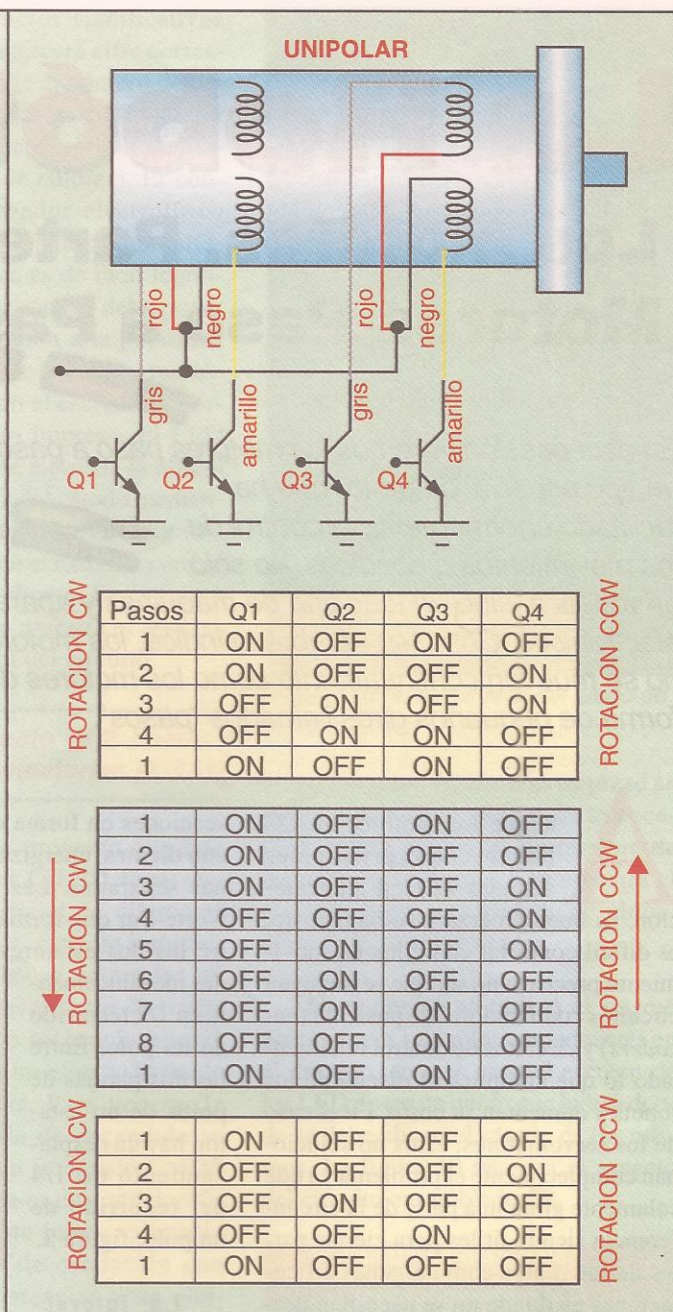 UNIPOLAR
rojo
negro
rojo
negro
gris
amarillo
gris
amarillo
Q1
Q2
Q3
Q4
ROTACION CW
Pasos Q1 Q2 Q3 Q4
1 ON OFF ON OFF
2 ON OFF OFF ON
3 OFF ON OFF ON
4 OFF ON ON OFF
1 ON OFF ON OFF
ROTACION CCW
ROTACION CW
1 ON OFF ON OFF
2 ON OFF OFF OFF
3 ON OFF OFF ON
4 OFF OFF OFF ON
5 OFF ON OFF ON
6 OFF ON OFF OFF
7 OFF ON ON OFF
8 OFF OFF ON OFF
1 ON OFF ON OFF
ROTACION CCW
ROTACION CW
1 ON OFF OFF OFF
2 OFF OFF OFF ON
3 OFF ON OFF OFF
4 OFF OFF ON OFF
1 ON OFF OFF OFF
ROTACION CCW